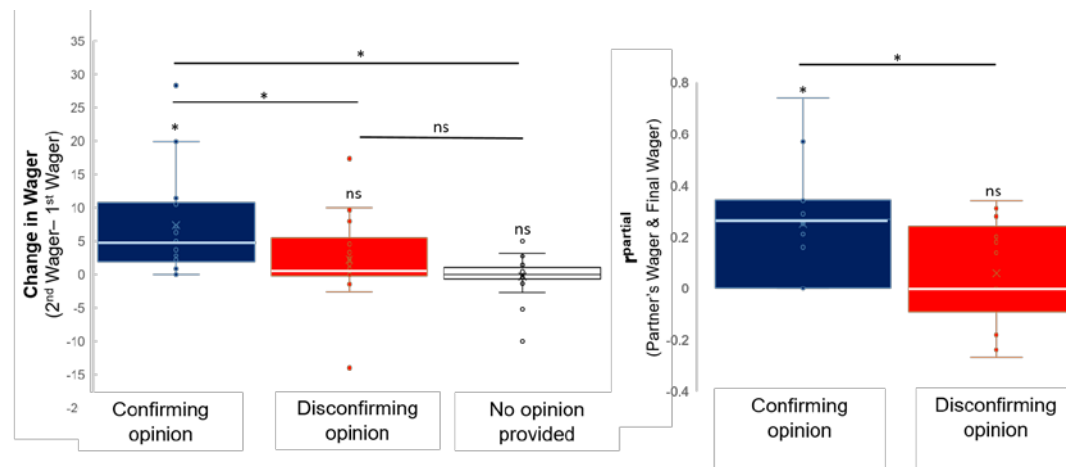 35
30
25
20
15
10
5
0
-5
-10
-15
-2
Change in Wager
(2nd Wager– 1st Wager)
*
*
*
ns
ns
ns
Confirming
opinion
Disconfirming
opinion
No opinion
provided
0.8
0.6
0.4
0.2
0
-0.2
-0.4
rpartial
(Partner's Wager & Final Wager)
*
*
ns
Confirming
opinion
Disconfirming
opinion